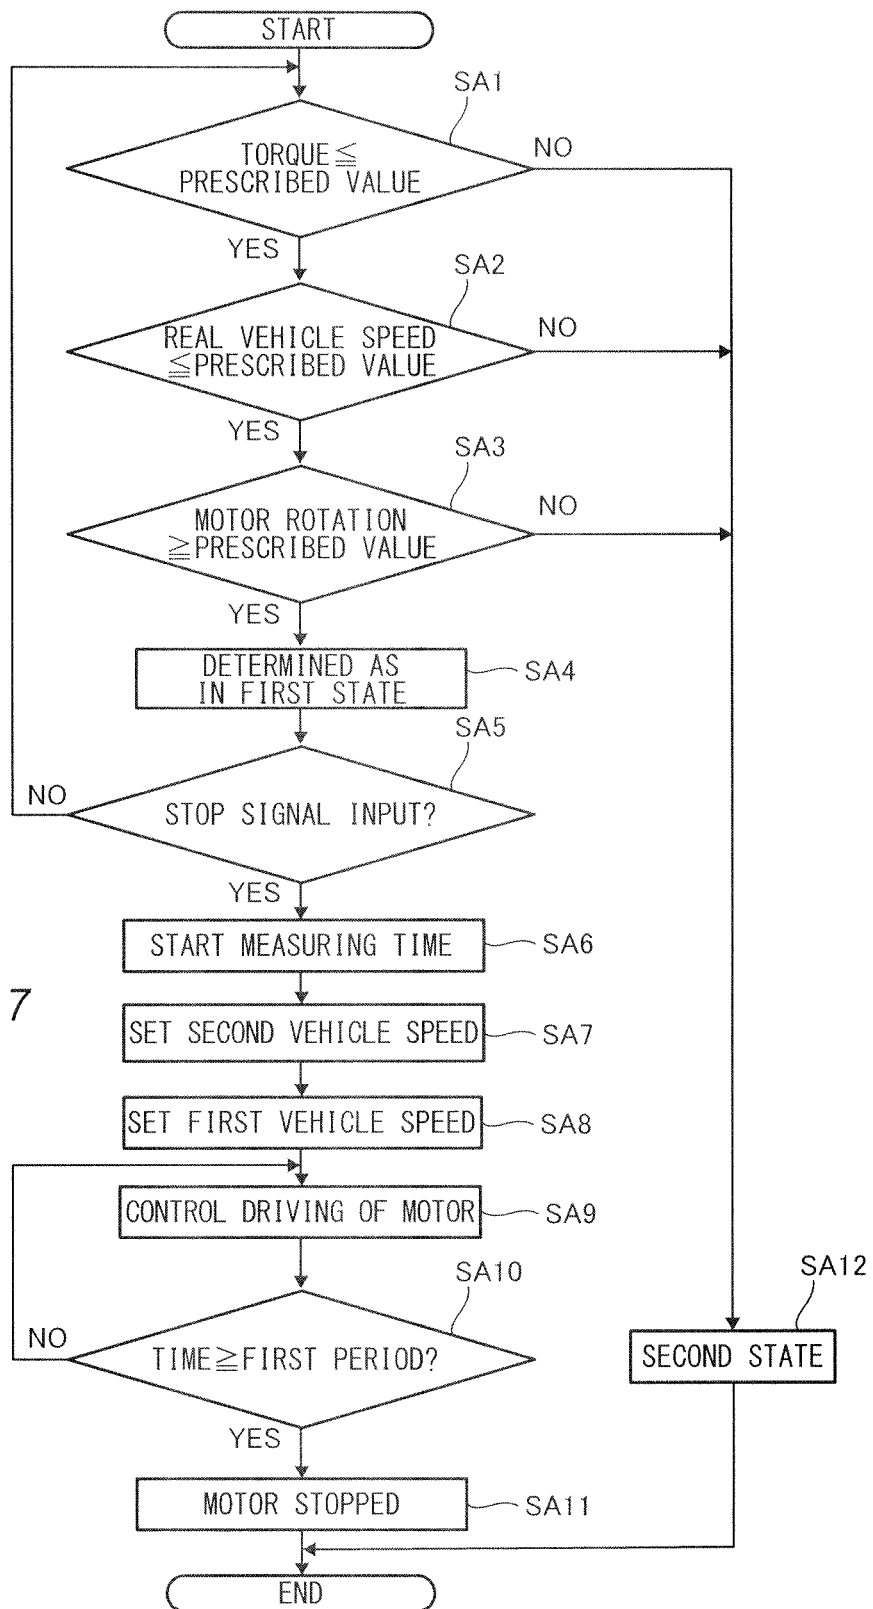 START
SA1
TORQUE≦
PRESCRIBED VALUE
NO
YES
SA2
REAL VEHICLE SPEED
≦PRESCRIBED VALUE
NO
YES
SA3
MOTOR ROTATION
≧PRESCRIBED VALUE
NO
YES
DETERMINED AS
IN FIRST STATE
SA4
SA5
STOP SIGNAL INPUT?
NO
YES
START MEASURING TIME
SA6
7
SET SECOND VEHICLE SPEED
SA7
SET FIRST VEHICLE SPEED
SA8
CONTROL DRIVING OF MOTOR
SA9
SA10
TIME≧FIRST PERIOD?
NO
YES
SA12
SECOND STATE
MOTOR STOPPED
SA11
END